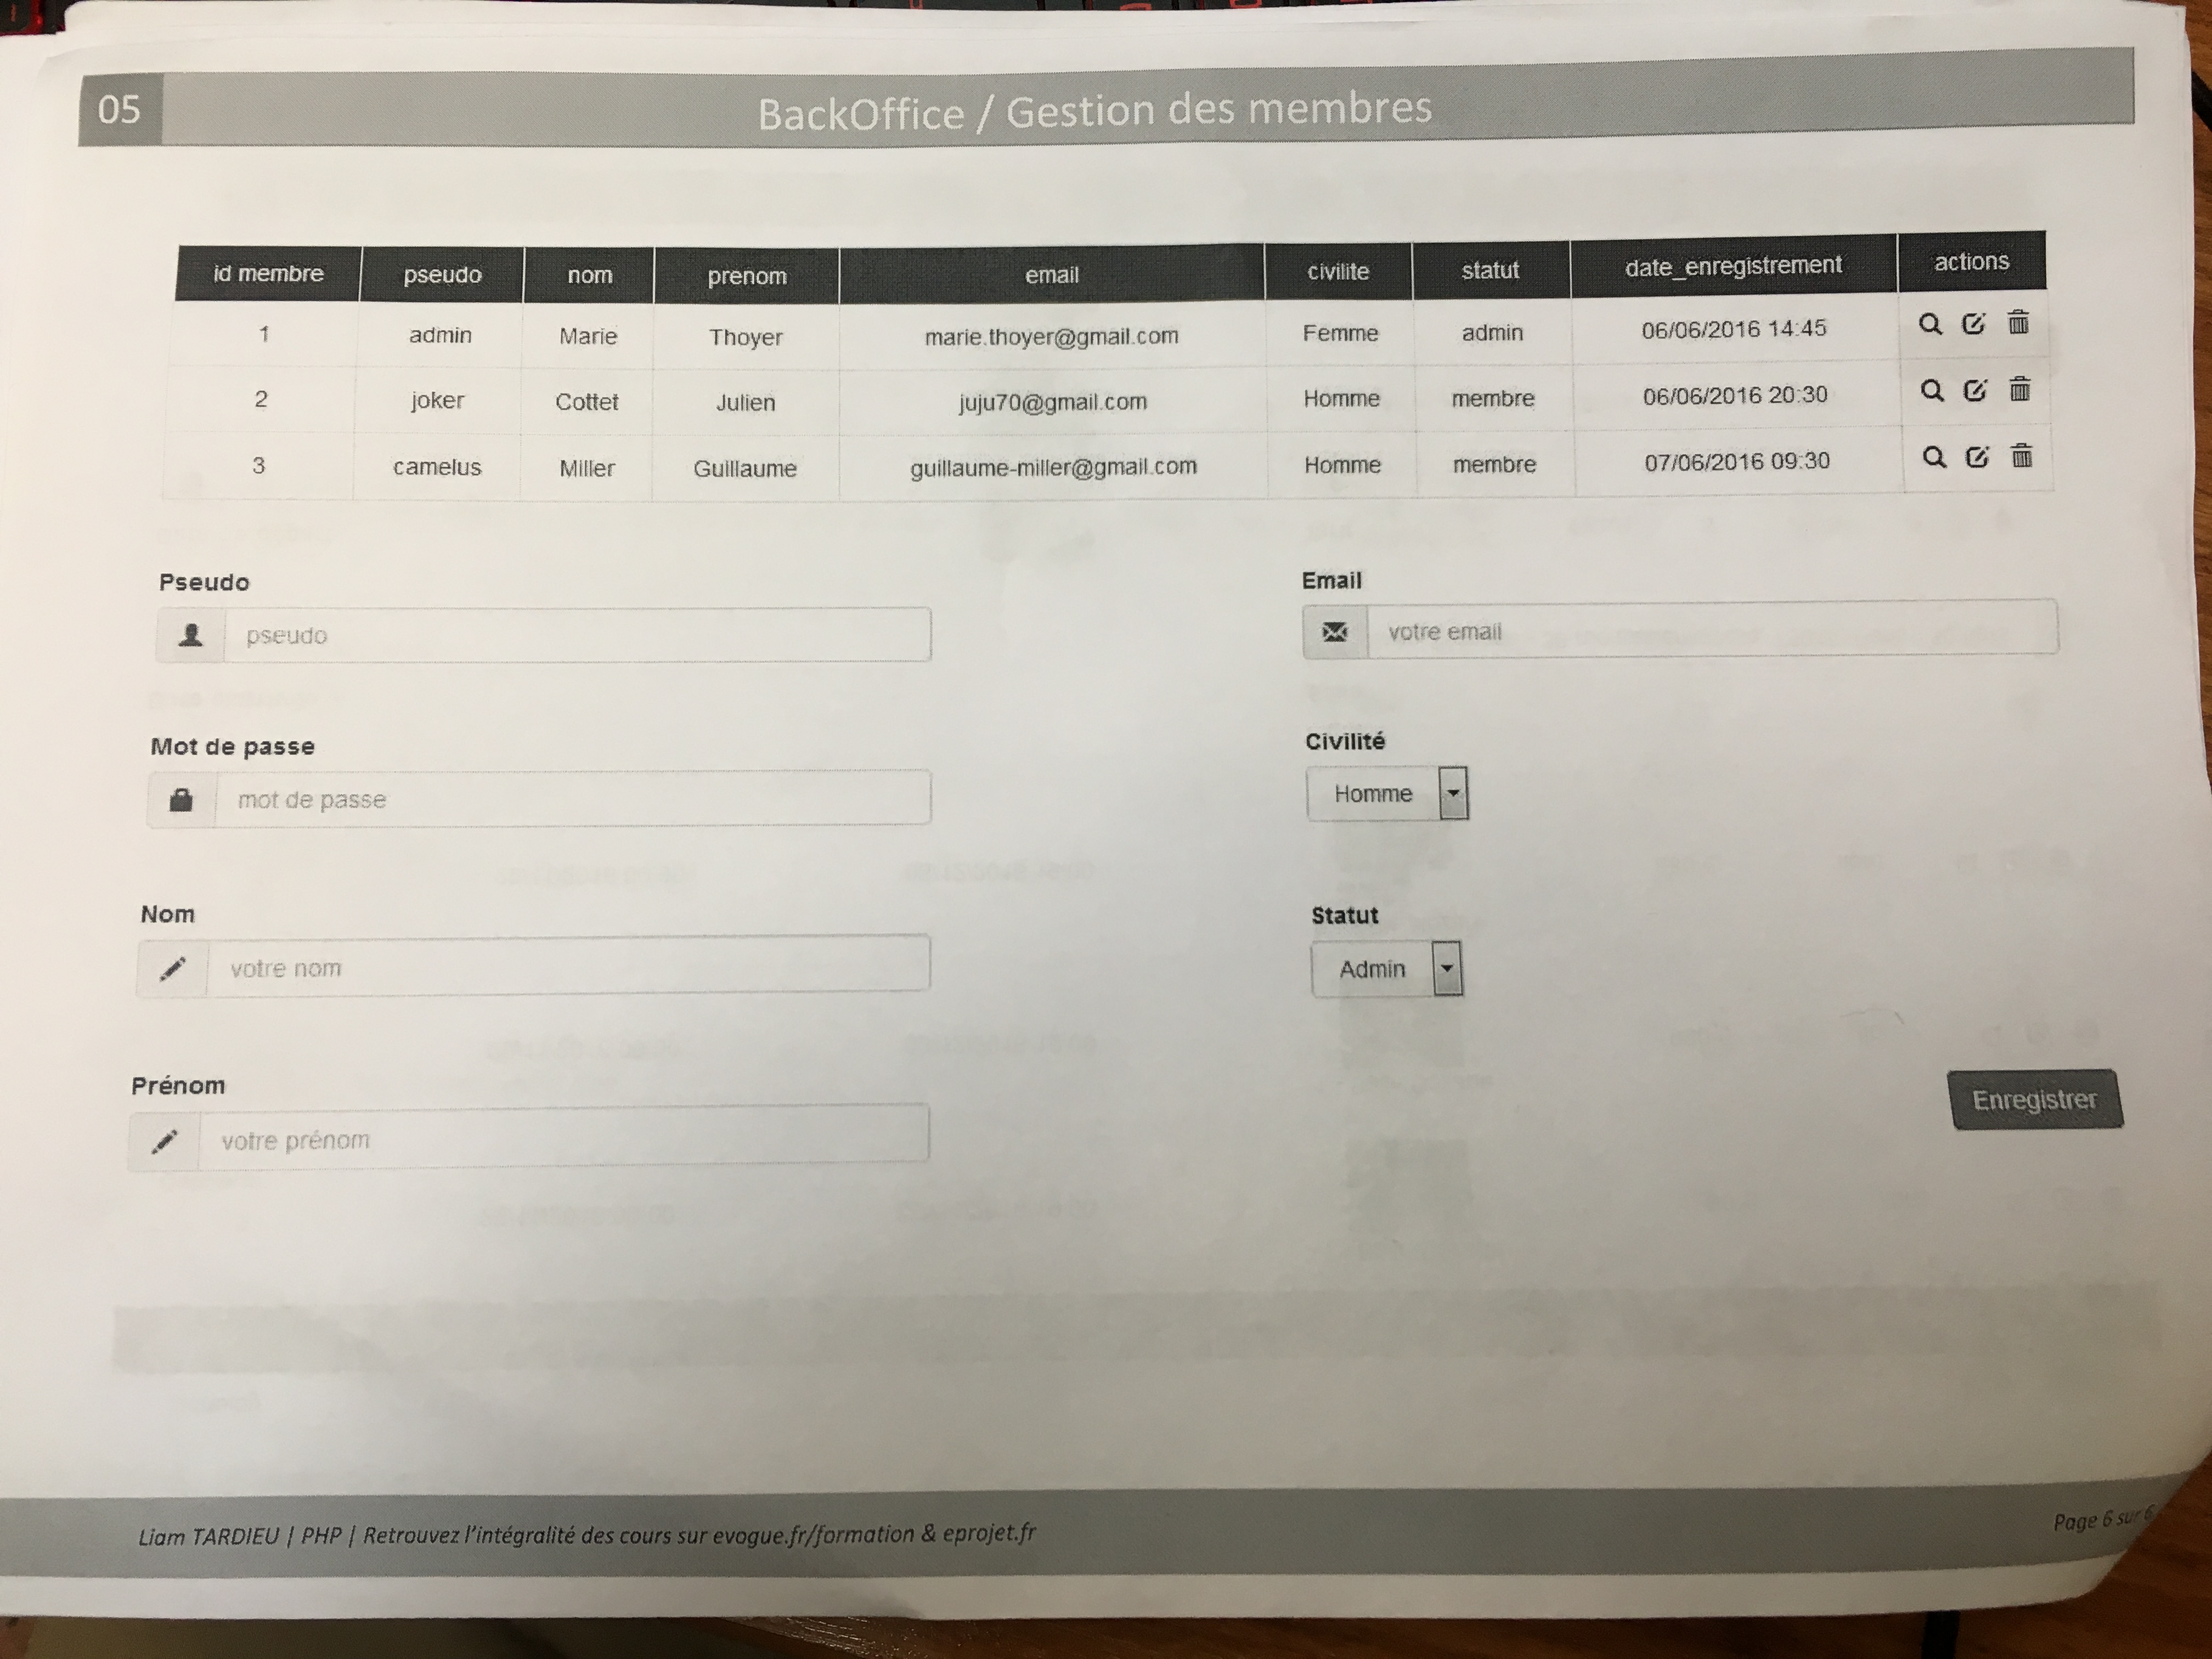 05 BackOffice / Gestion des membres
id membre pseudo nom prenom email civilite statut date_enregistrement actions
1 admin Marie Thoyer marie.thoyer@gmail.com Femme admin 06/06/2016 14:45
2 joker Cottet Julien juju70@gmail.com Homme membre 06/06/2016 20:30
3 camelus Miller Guillaume guillaume-miller@gmail.com Homme membre 07/06/2016 09:30
Pseudo
pseudo
Mot de passe
mot de passe
Nom
votre nom
Prénom
votre prénom
Email
votre email
Civilité
Homme
Statut
Admin
Enregistrer
Liam TARDIEU | PHP | Retrouvez l'intégralité des cours sur evogue.fr/formation & eprojet.fr
Page 6 sur 6